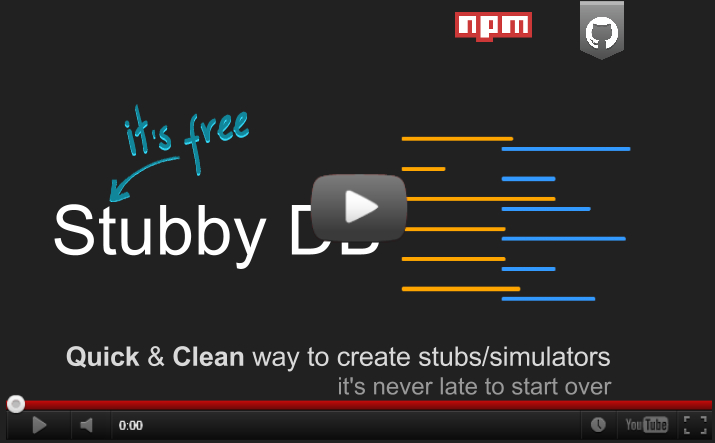 npm
it's free
Stubby DB
Quick & Clean way to create stubs/simulators
it's never late to start over
0:00
YouTube